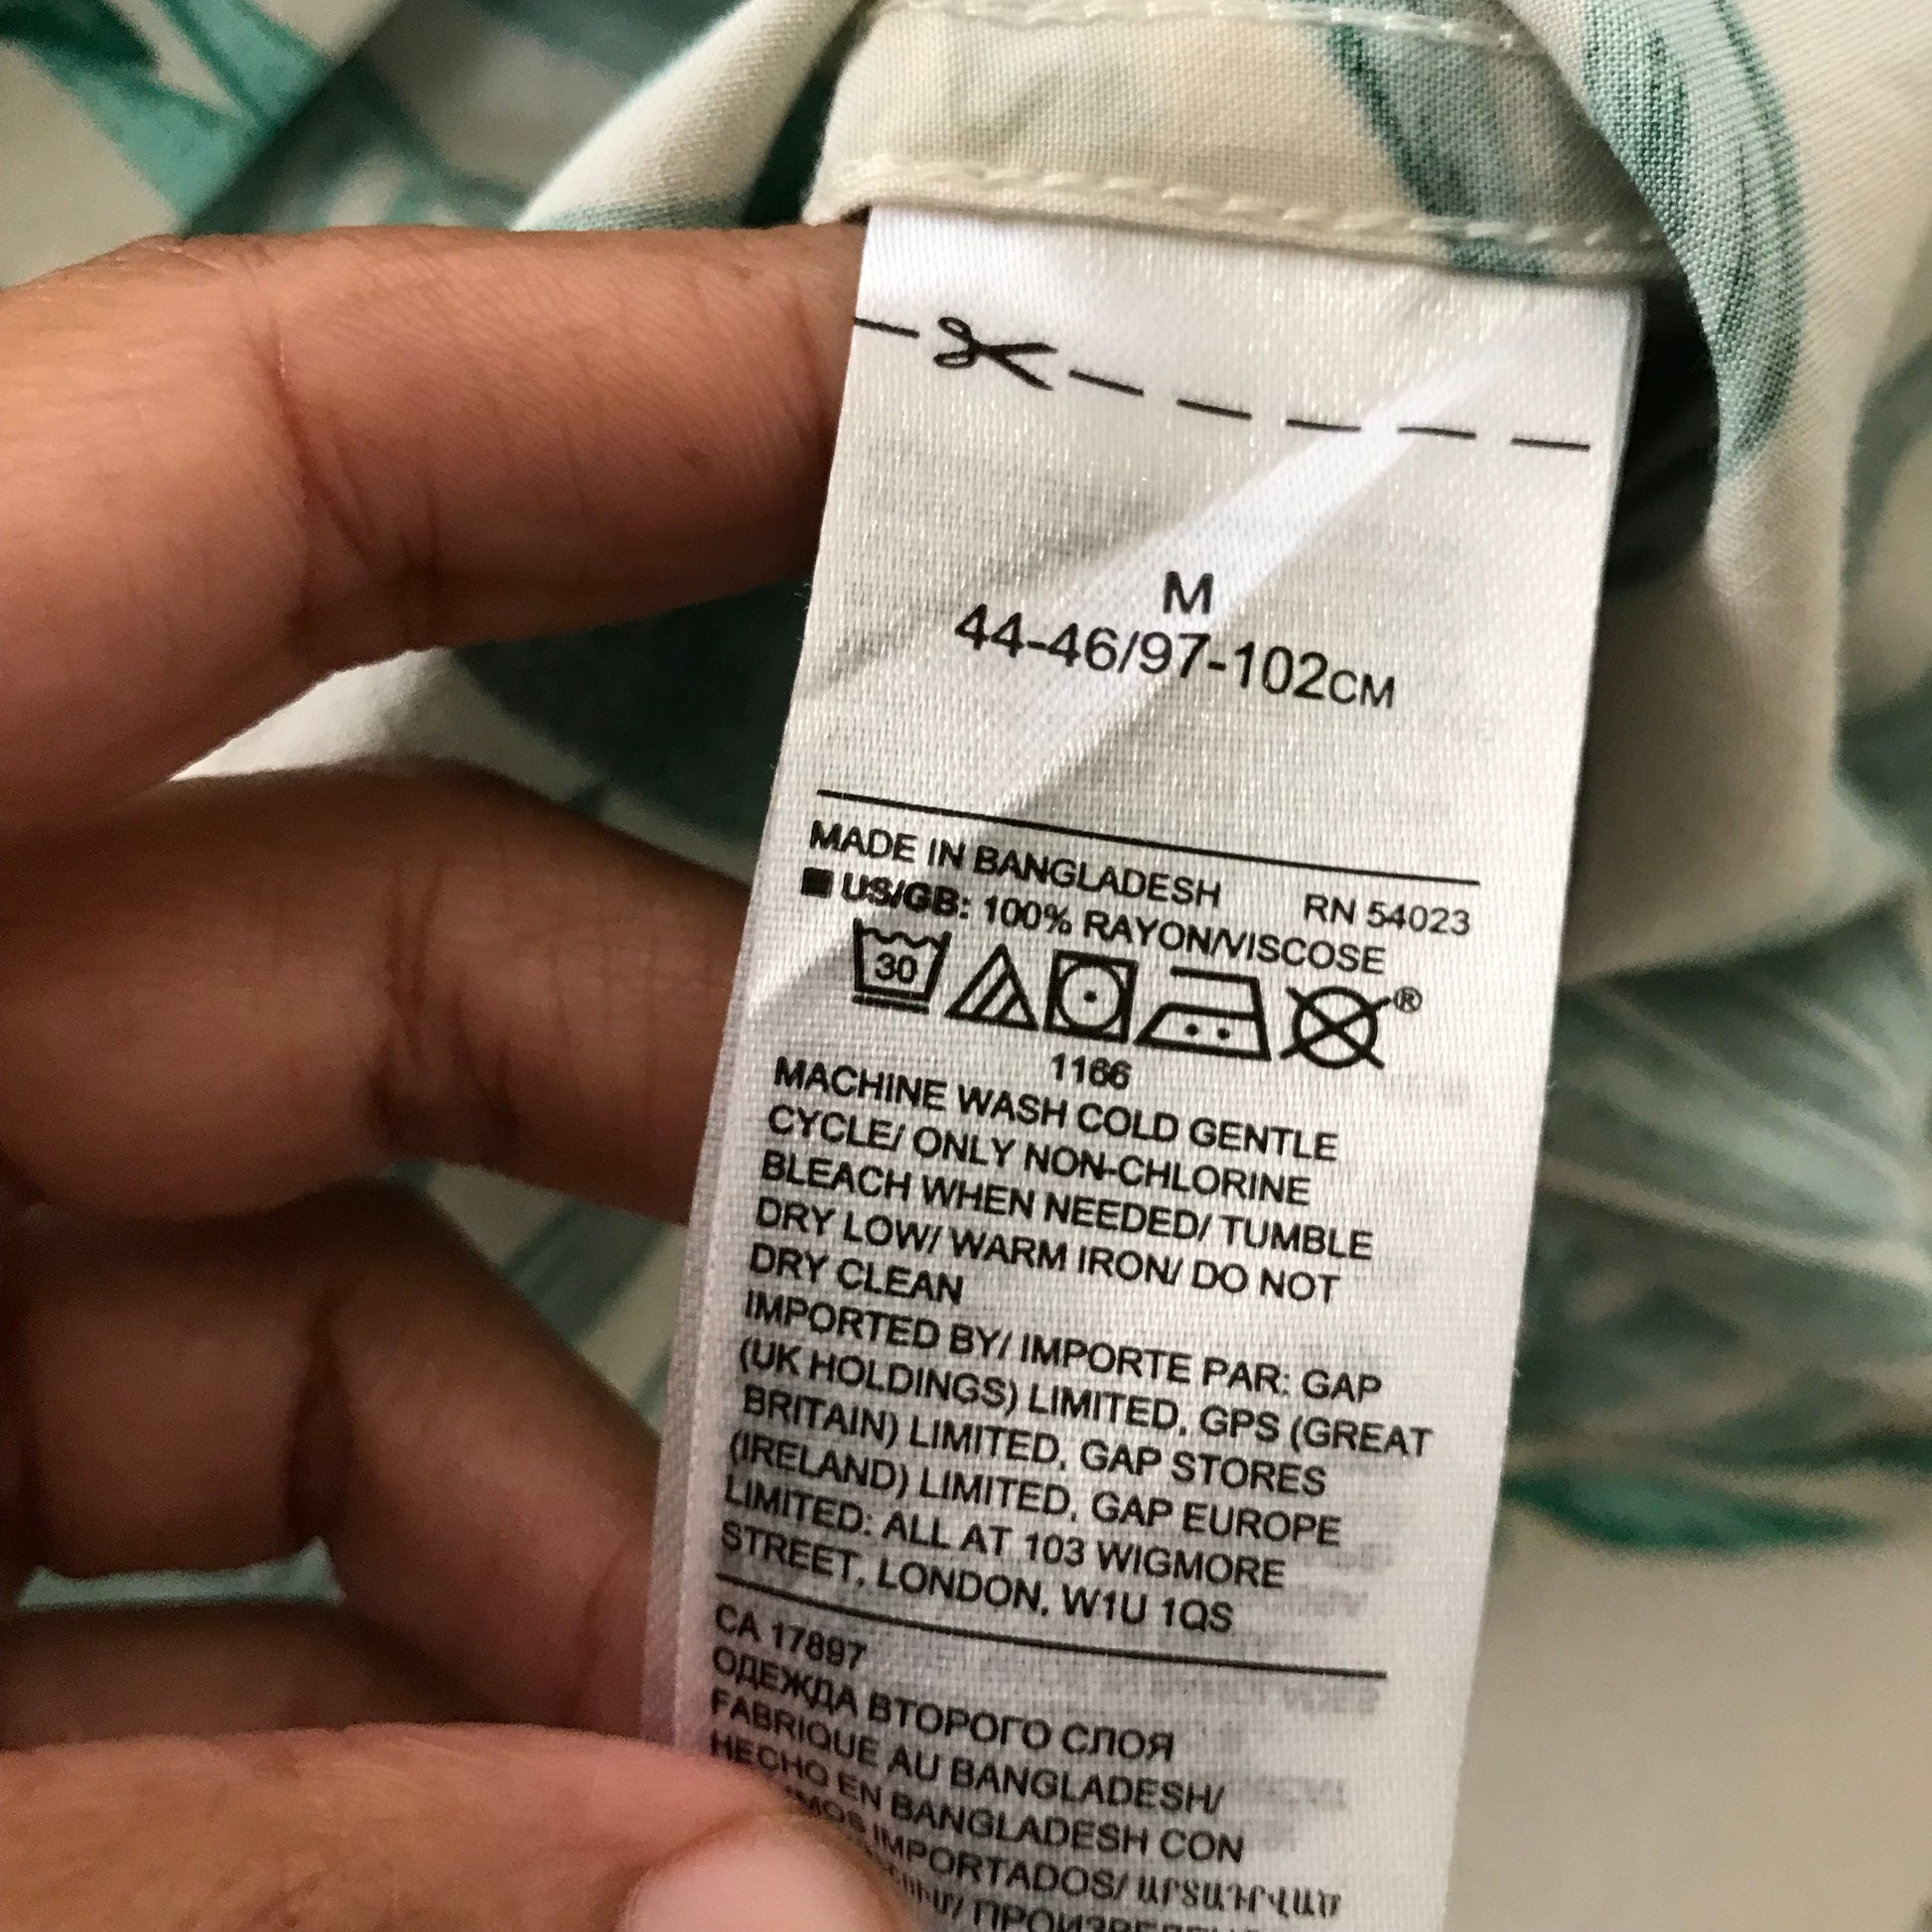 M
44-46/97-102CM
MADE IN BANGLADESH RN 54023
US/GB: 100% RAYON/VISCOSE
30
®
1166
MACHINE WASH COLD GENTLE
CYCLE/ ONLY NON-CHLORINE
BLEACH WHEN NEEDED/ TUMBLE
DRY LOW/ WARM IRON/ DO NOT
DRY CLEAN
IMPORTED BY/ IMPORTE PAR: GAP
(UK HOLDINGS) LIMITED, GPS (GREAT
BRITAIN) LIMITED, GAP STORES
(IRELAND) LIMITED, GAP EUROPE
LIMITED: ALL AT 103 WIGMORE
STREET, LONDON, W1U 1QS
CA 17897
ОДЕЖДА ВТОРОГО СЛОЯ
FABRIQUE AU BANGLADESH/
HECHO EN BANGLADESH CON
IMPORTADOS/ ԱՐՏԱԴՐՎԱԾ